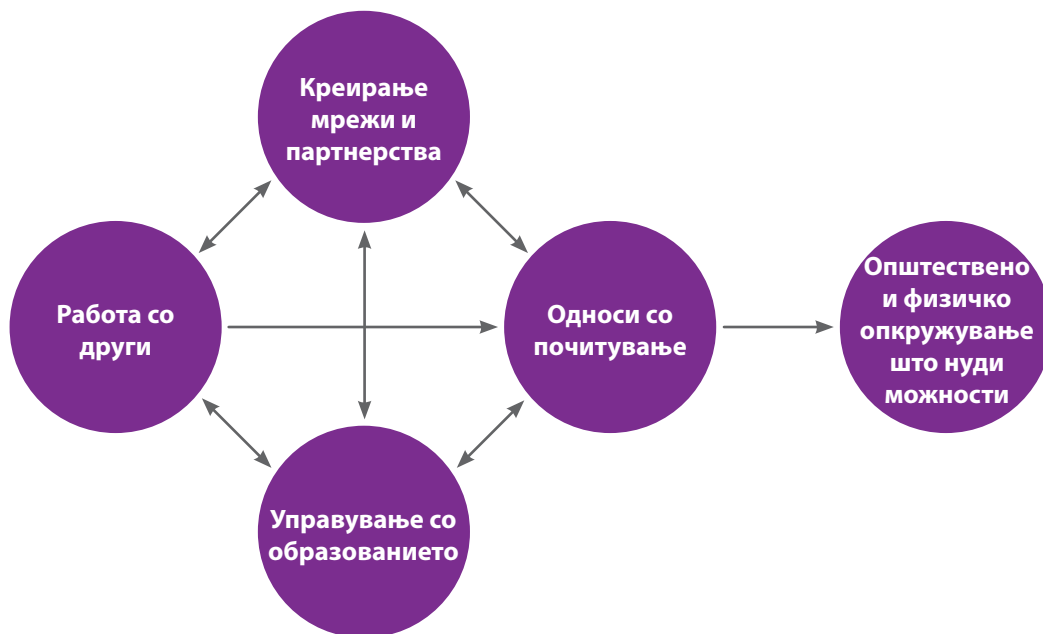 Креирање
мрежи и
партнерства
Работа со
други
Односи со
почитување
Општествено
и физичко
опкружување
што нуди
можности
Управување со
образованието